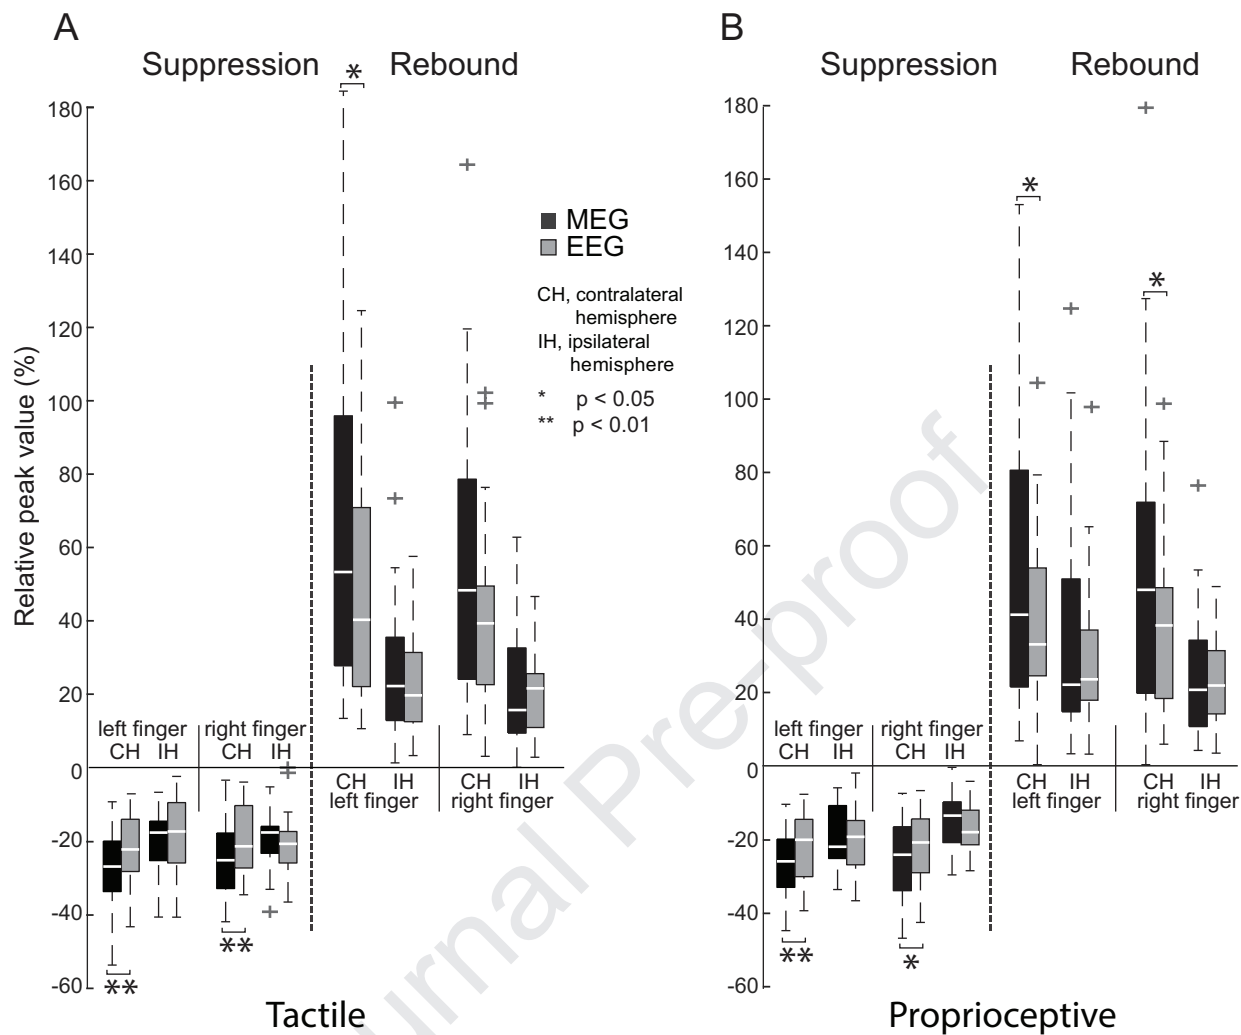 A
B
Suppression
Rebound
Suppression
Rebound
*
180
160
140
120
100
80
60
40
20
0
-20
-40
-60
Relative peak value (%)
MEG
EEG
CH, contralateral
hemisphere
IH, ipsilateral
hemisphere
* p < 0.05
** p < 0.01
left finger
CH IH
right finger
CH IH
CH IH
left finger
CH IH
right finger
**
**
Tactile
180
160
140
120
100
80
60
40
20
0
-20
-40
-60
*
*
left finger
CH IH
right finger
CH IH
CH IH
left finger
CH IH
right finger
**
*
Proprioceptive
urnal Pre-proof